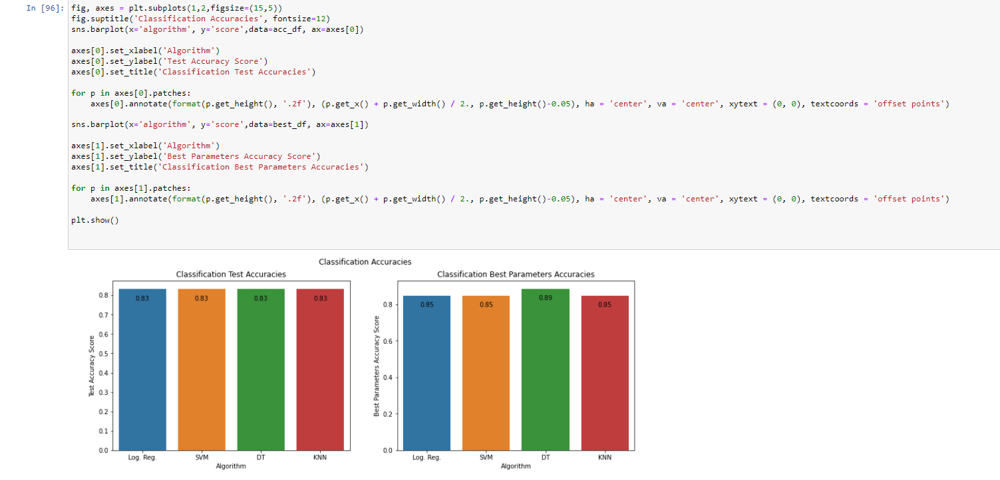 In [96]: fig, axes = plt.subplots(1,2,figsize=(15,5))
fig.suptitle('Classification Accuracies', fontsize=12)
sns.barplot(x='algorithm', y='score',data=acc_df, ax=axes[0])
axes[0].set_xlabel('Algorithm')
axes[0].set_ylabel('Test Accuracy Score')
axes[0].set_title('Classification Test Accuracies')
for p in axes[0].patches:
axes[0].annotate(format(p.get_height(), '.2f'), (p.get_x() + p.get_width() / 2., p.get_height()-0.05), ha = 'center', va = 'center', xytext = (0, 0), textcoords = 'offset points')
sns.barplot(x='algorithm', y='score',data=best_df, ax=axes[1])
axes[1].set_xlabel('Algorithm')
axes[1].set_ylabel('Best Parameters Accuracy Score')
axes[1].set_title('Classification Best Parameters Accuracies')
for p in axes[1].patches:
axes[1].annotate(format(p.get_height(), '.2f'), (p.get_x() + p.get_width() / 2., p.get_height()-0.05), ha = 'center', va = 'center', xytext = (0, 0), textcoords = 'offset points')
plt.show()
Classification Accuracies
Classification Test Accuracies
Test Accuracy Score
0.8
0.7
0.6
0.5
0.4
0.3
0.2
0.1
0.0
0.83 0.83 0.83 0.83
Log. Reg. SVM DT KNN
Algorithm
Classification Best Parameters Accuracies
Best Parameters Accuracy Score
0.8
0.6
0.4
0.2
0.0
0.85 0.85 0.89 0.85
Log. Reg. SVM DT KNN
Algorithm